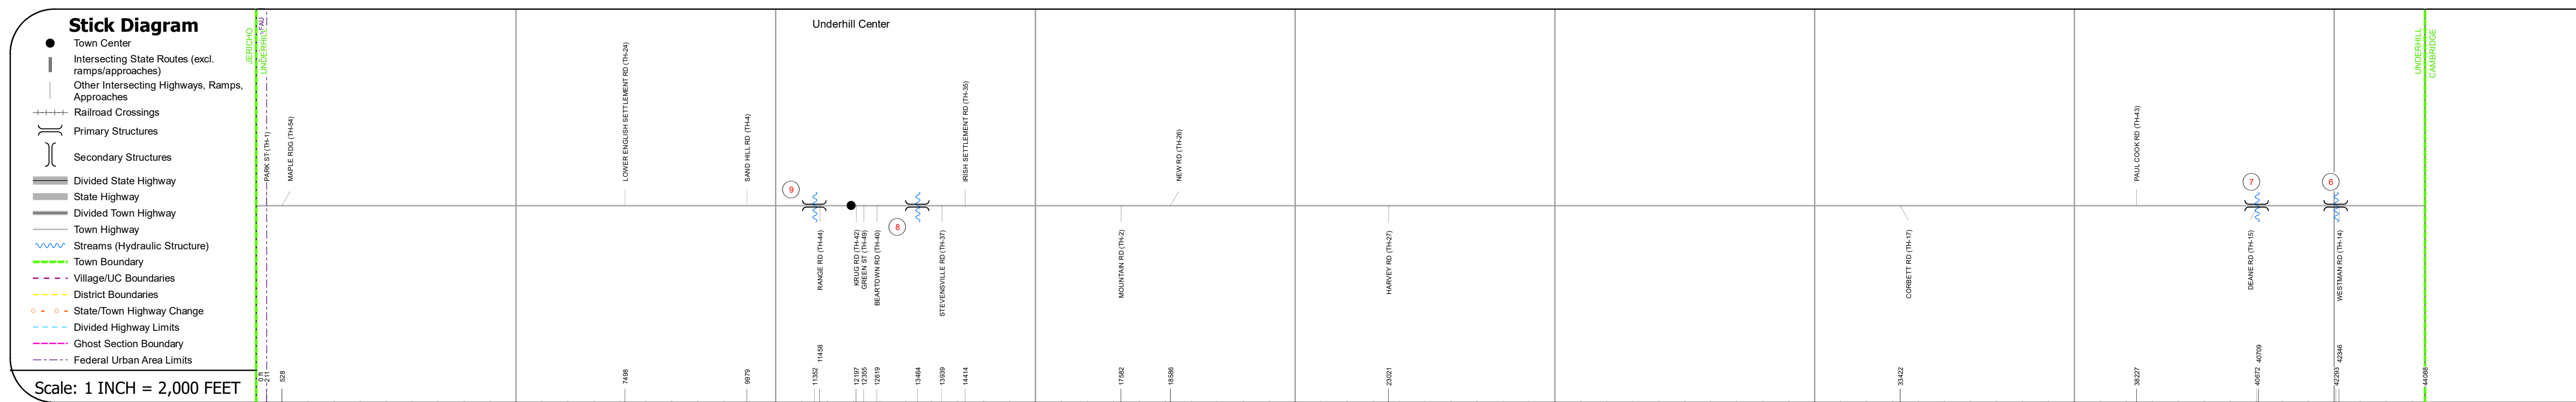 Stick Diagram
Town Center
Intersecting State Routes (excl.
ramps/approaches)
Other Intersecting Highways, Ramps,
Approaches
Railroad Crossings
Primary Structures
Secondary Structures
Divided State Highway
State Highway
Divided Town Highway
Town Highway
Streams (Hydraulic Structure)
Town Boundary
Village/UC Boundaries
District Boundaries
State/Town Highway Change
Divided Highway Limits
Ghost Section Boundary
Federal Urban Area Limits
Scale: 1 INCH = 2,000 FEET
JERICHO
UNDERHILL
FAU
Underhill Center
UNDERHILL
CAMBRIDGE
PARK ST (TH-1)
MAPLE RDG (TH-54)
LOWER ENGLISH SETTLEMENT RD (TH-24)
SAND HILL RD (TH-4)
IRISH SETTLEMENT RD (TH-35)
NEW RD (TH-26)
PAUL COOK RD (TH-43)
9
8
7
6
RANGE RD (TH-44)
KRUG RD (TH-42)
GREEN ST (TH-49)
BEARTOWN RD (TH-40)
STEVENSVILLE RD (TH-37)
MOUNTAIN RD (TH-2)
HARVEY RD (TH-27)
CORBETT RD (TH-17)
DEANE RD (TH-15)
WESTMAN RD (TH-14)
0 ft
211
528
7498
9979
11352
11458
12197
12355
12619
13464
13939
14414
17582
18586
23021
33422
38227
40672
40709
42293
42346
44088